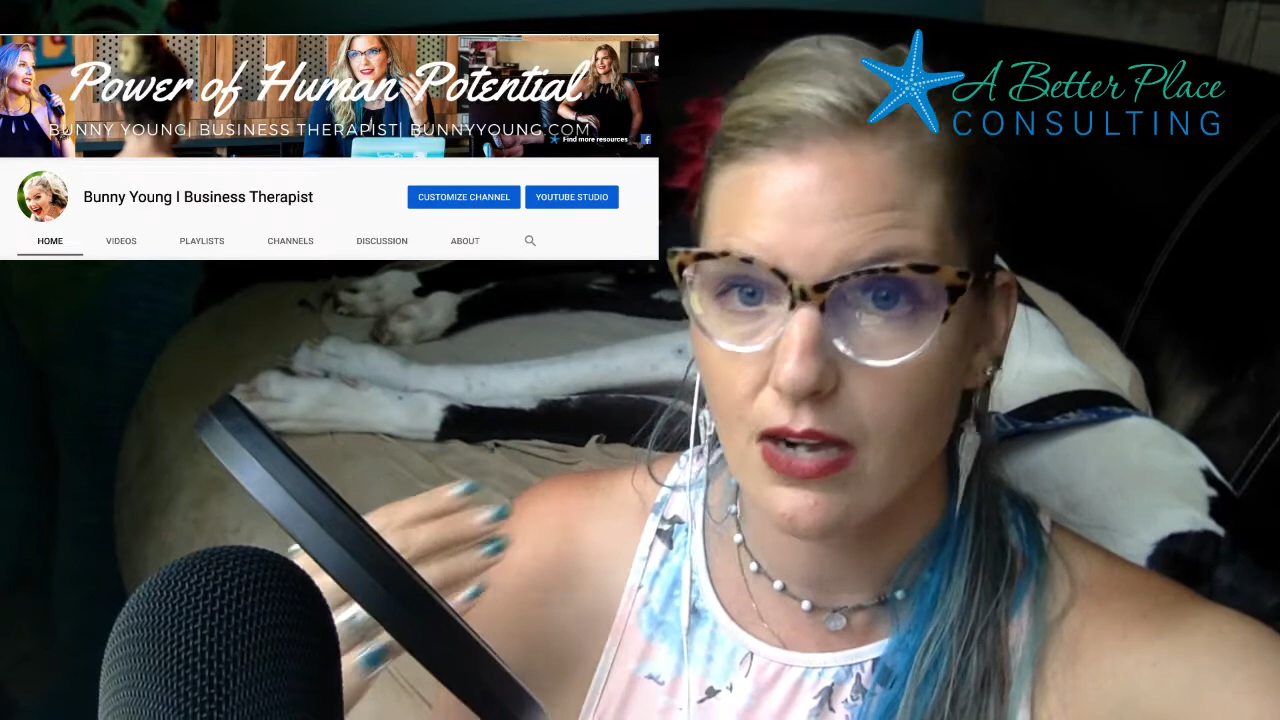 Power of Human Potential
BUNNY YOUNG| BUSINESS THERAPIST| BUNNYYOUNG.COM
Find more resources
Bunny Young I Business Therapist
CUSTOMIZE CHANNEL
YOUTUBE STUDIO
HOME
VIDEOS
PLAYLISTS
CHANNELS
DISCUSSION
ABOUT
A Better Place
CONSULTING